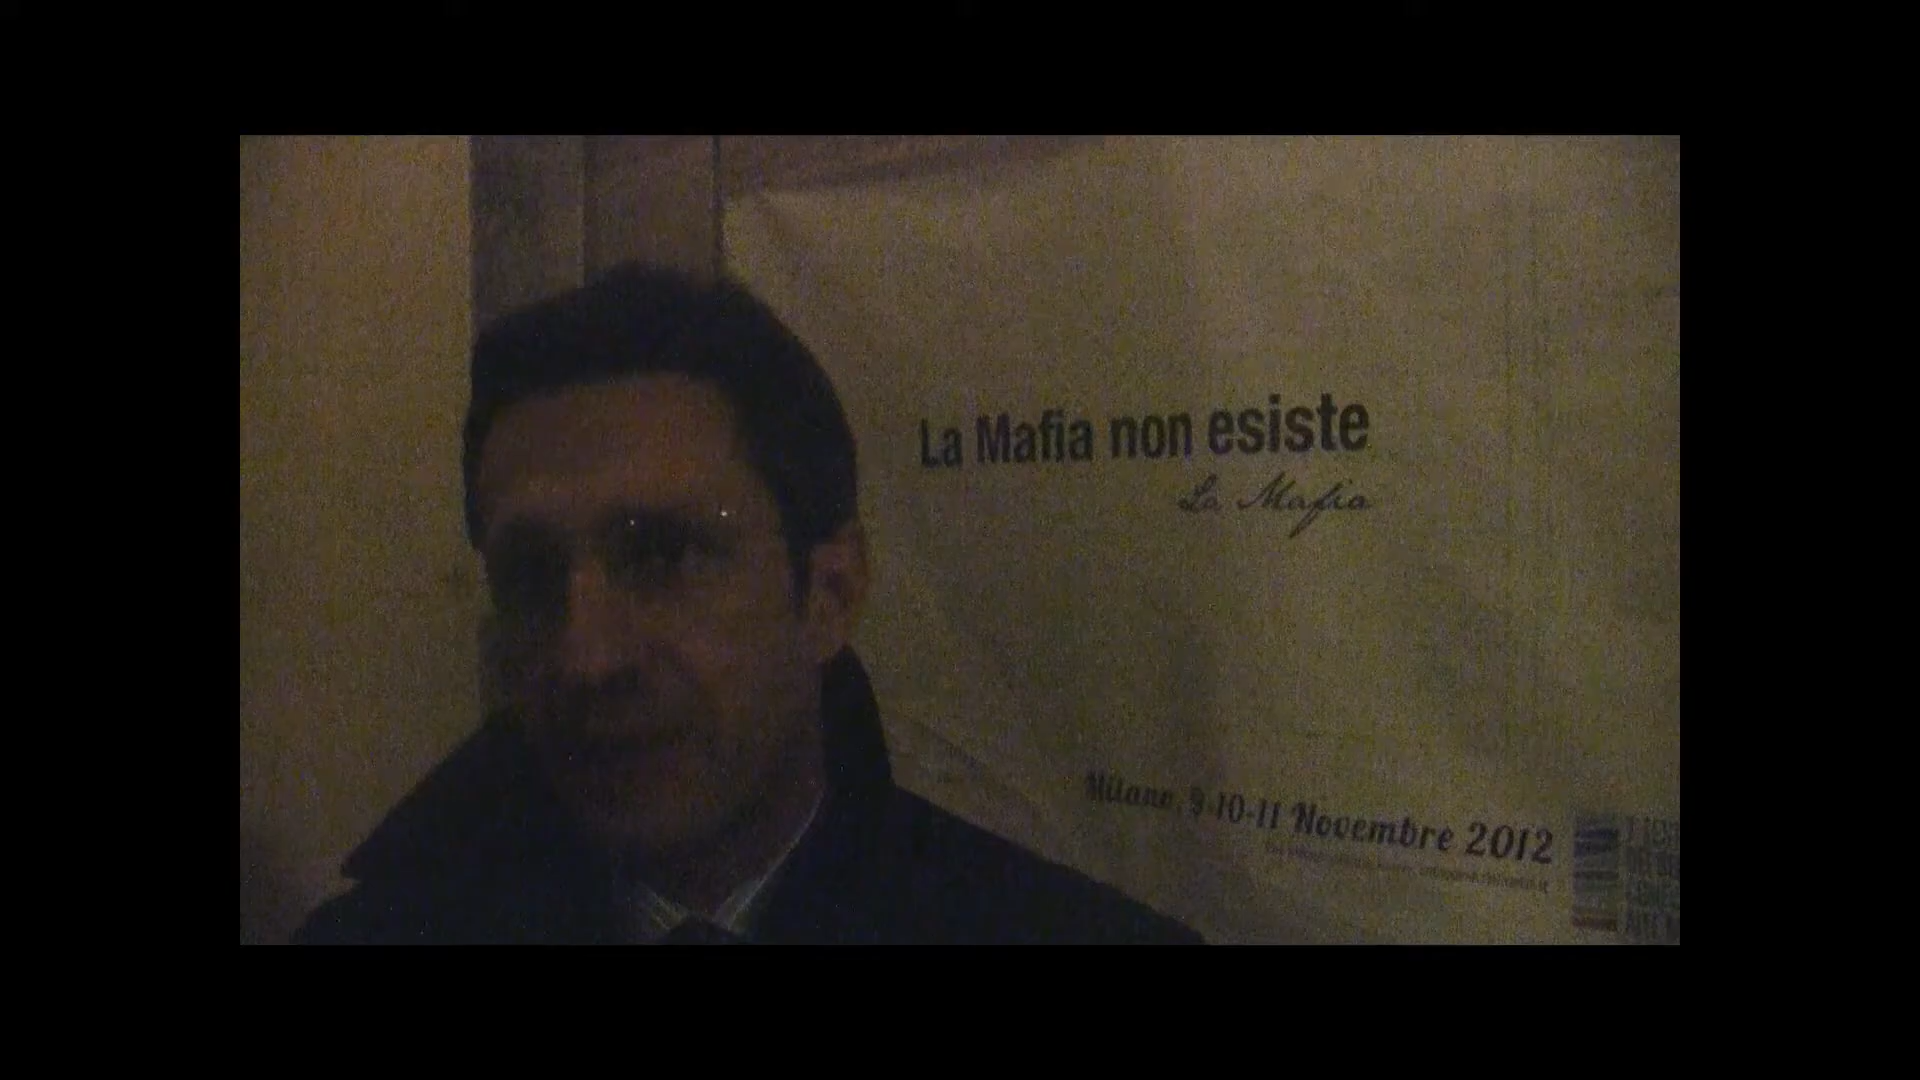 La Mafia non esiste
La Mafia
Milano, 9-10-11 Novembre 2012